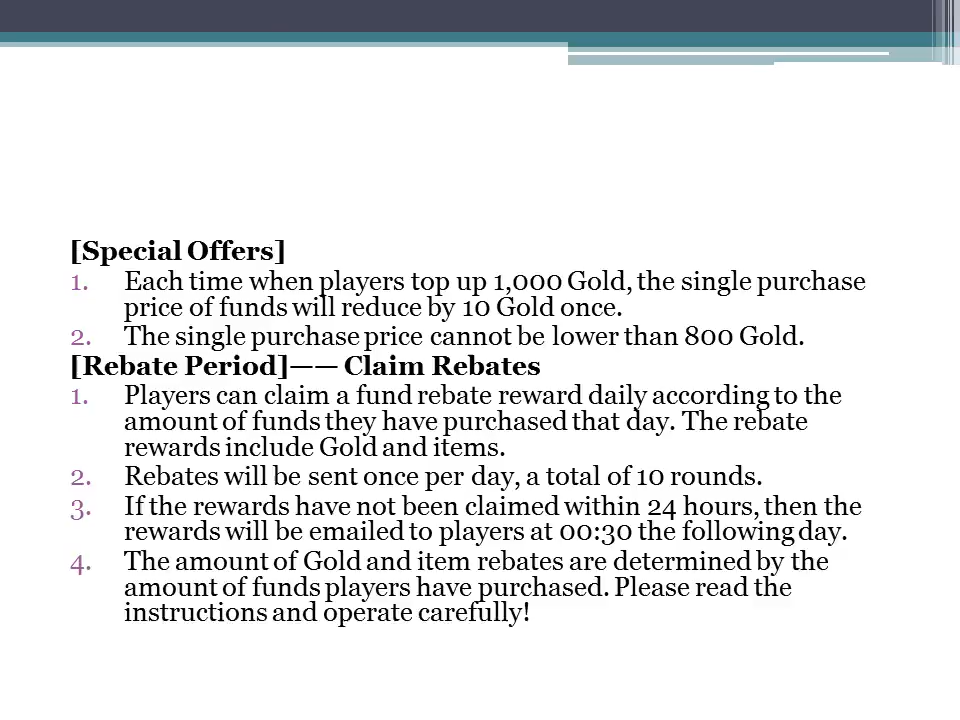 [Special Offers]
1. Each time when players top up 1,000 Gold, the single purchase
price of funds will reduce by 10 Gold once.
2. The single purchase price cannot be lower than 800 Gold.
[Rebate Period]—— Claim Rebates
1. Players can claim a fund rebate reward daily according to the
amount of funds they have purchased that day. The rebate
rewards include Gold and items.
2. Rebates will be sent once per day, a total of 10 rounds.
3. If the rewards have not been claimed within 24 hours, then the
rewards will be emailed to players at 00:30 the following day.
4. The amount of Gold and item rebates are determined by the
amount of funds players have purchased. Please read the
instructions and operate carefully!